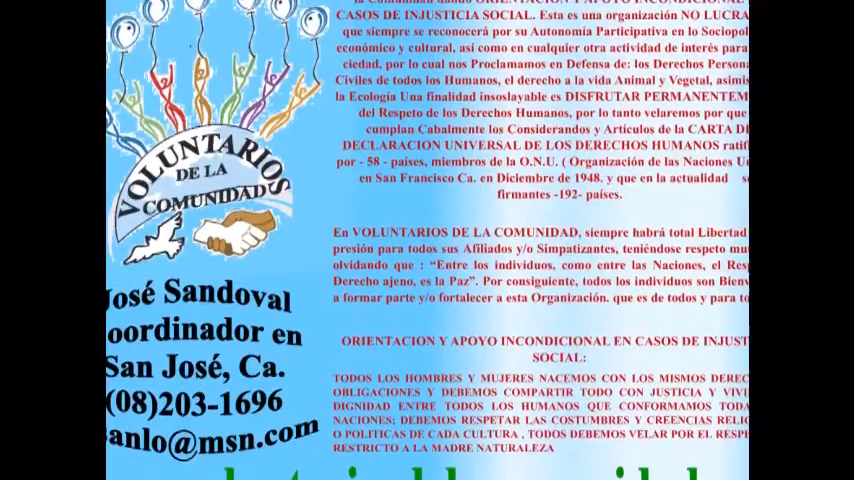 VOLUNTARIOS
DE LA
COMUNIDAD
José Sandoval
oordinador en
San José, Ca.
(08)203-1696
anlo@msn.com
CASOS DE INJUSTICIA SOCIAL. Esta es una organización NO LUCRA
que siempre se reconocerá por su Autonomía Participativa en lo Sociopol
económico y cultural, así como en cualquier otra actividad de interés para
ciedad, por lo cual nos Proclamamos en Defensa de: los Derechos Persona
Civiles de todos los Humanos, el derecho a la vida Animal y Vegetal, asimis
la Ecología Una finalidad insoslayable es DISFRUTAR PERMANENTEM
del Respeto de los Derechos Humanos, por lo tanto velaremos por que
cumplan Cabalmente los Considerandos y Artículos de la CARTA DE
DECLARACION UNIVERSAL DE LOS DERECHOS HUMANOS ratif
por - 58 - países, miembros de la O.N.U. ( Organización de las Naciones Un
en San Francisco Ca. en Diciembre de 1948. y que en la actualidad s
firmantes -192- países.
En VOLUNTARIOS DE LA COMUNIDAD, siempre habrá total Libertad
presión para todos sus Afiliados y/o Simpatizantes, teniéndose respeto mu
olvidando que : “Entre los individuos, como entre las Naciones, el Resp
Derecho ajeno, es la Paz”. Por consiguiente, todos los individuos son Bien
a formar parte y/o fortalecer a esta Organización. que es de todos y para to
ORIENTACION Y APOYO INCONDICIONAL EN CASOS DE INJUST
SOCIAL:
TODOS LOS HOMBRES Y MUJERES NACEMOS CON LOS MISMOS DEREC
OBLIGACIONES Y DEBEMOS COMPARTIR TODO CON JUSTICIA Y VIVI
DIGNIDAD ENTRE TODOS LOS HUMANOS QUE CONFORMAMOS TODA
NACIONES; DEBEMOS RESPETAR LAS COSTUMBRES Y CREENCIAS RELIG
O POLITICAS DE CADA CULTURA , TODOS DEBEMOS VELAR POR EL RESPE
RESTRICTO A LA MADRE NATURALEZA